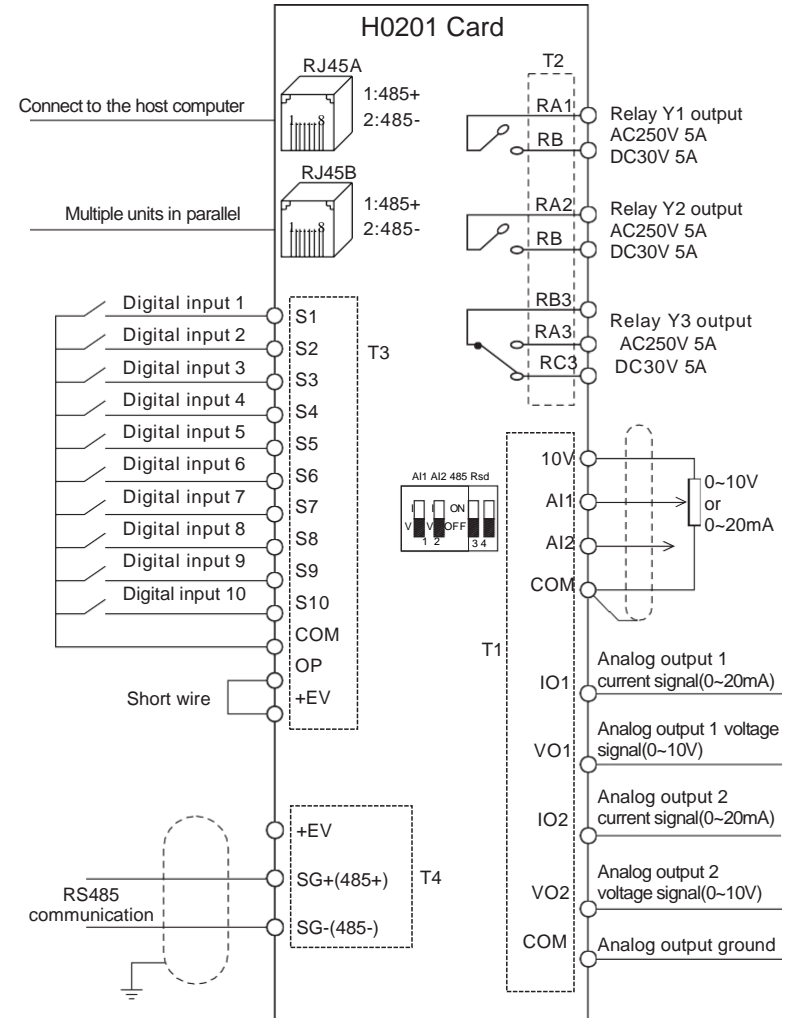 H0201 Card
RJ45A
1:485+
2:485-
Connect to the host computer
1 8
RJ45B
1:485+
2:485-
Multiple units in parallel
1 8
T2
RA1
RB
Relay Y1 output
AC250V 5A
DC30V 5A
RA2
RB
Relay Y2 output
AC250V 5A
DC30V 5A
RB3
RA3
RC3
Relay Y3 output
AC250V 5A
DC30V 5A
Digital input 1
Digital input 2
Digital input 3
Digital input 4
Digital input 5
Digital input 6
Digital input 7
Digital input 8
Digital input 9
Digital input 10
S1
S2
S3
S4
S5
S6
S7
S8
S9
S10
COM
OP
+EV
T3
Short wire
AI1 AI2 485 Rsd
I I ON
V V OFF
1 2 3 4
10V
AI1
AI2
COM
0~10V
or
0~20mA
T1
IO1
Analog output 1
current signal(0~20mA)
VO1
Analog output 1 voltage
signal(0~10V)
IO2
Analog output 2
current signal(0~20mA)
VO2
Analog output 2
voltage signal(0~10V)
COM
Analog output ground
+EV
SG+(485+)
SG-(485-)
T4
RS485
communication